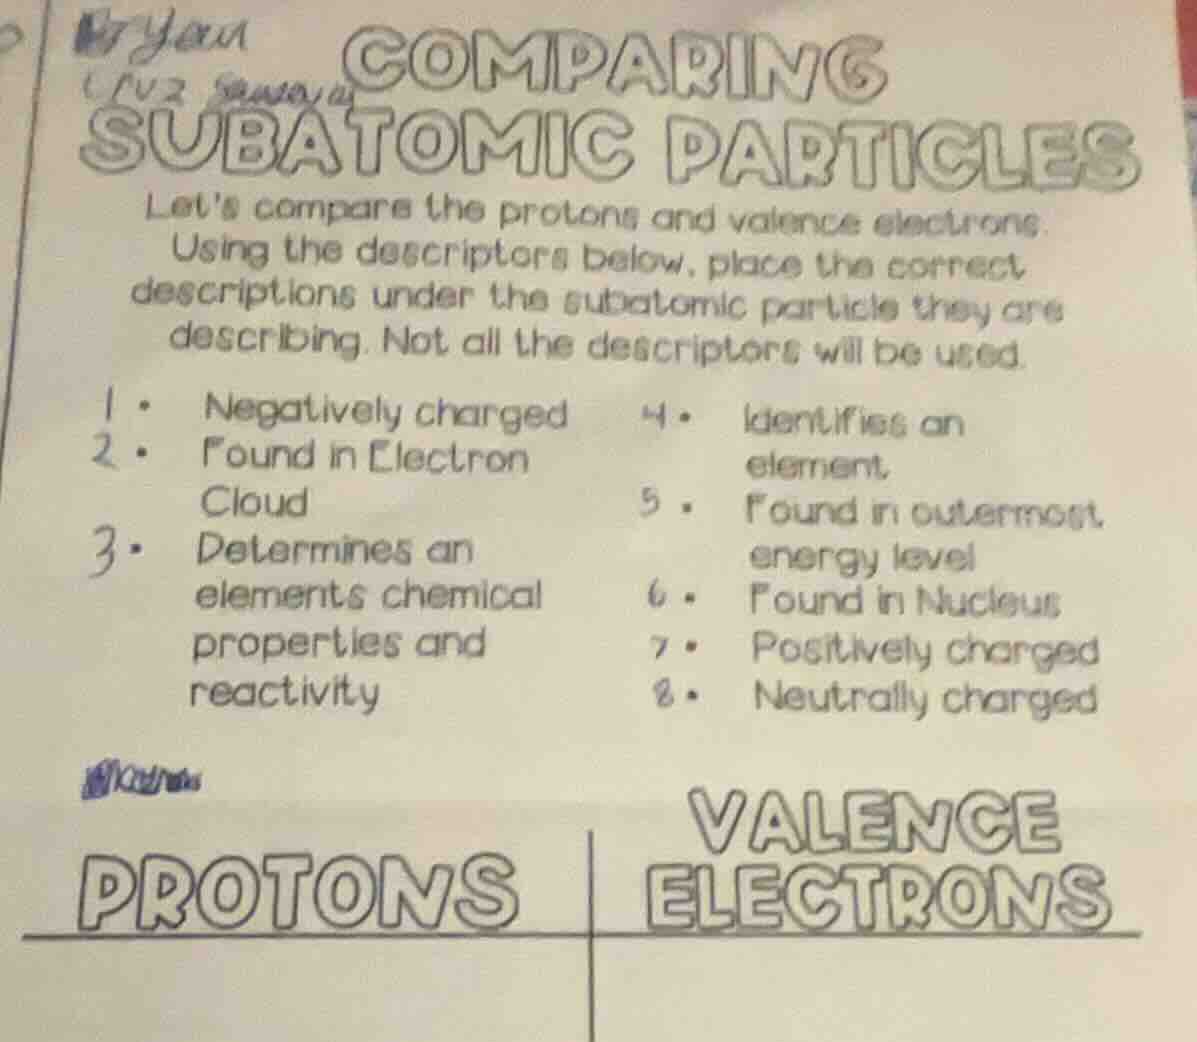 Bryan
Cruz
COMPARING
SUBATOMIC PARTICLES
Let's compare the protons and valence electrons.
Using the descriptors below, place the correct
descriptions under the subatomic particle they are
describing. Not all the descriptors will be used.
1 • Negatively charged
2 • Found in Electron
Cloud
3 • Determines an
elements chemical
properties and
reactivity
4 • Identifies an
element
5 • Found in outermost
energy level
6 • Found in Nucleus
7 • Positively charged
8 • Neutrally charged
PROTONS
VALENCE
ELECTRONS